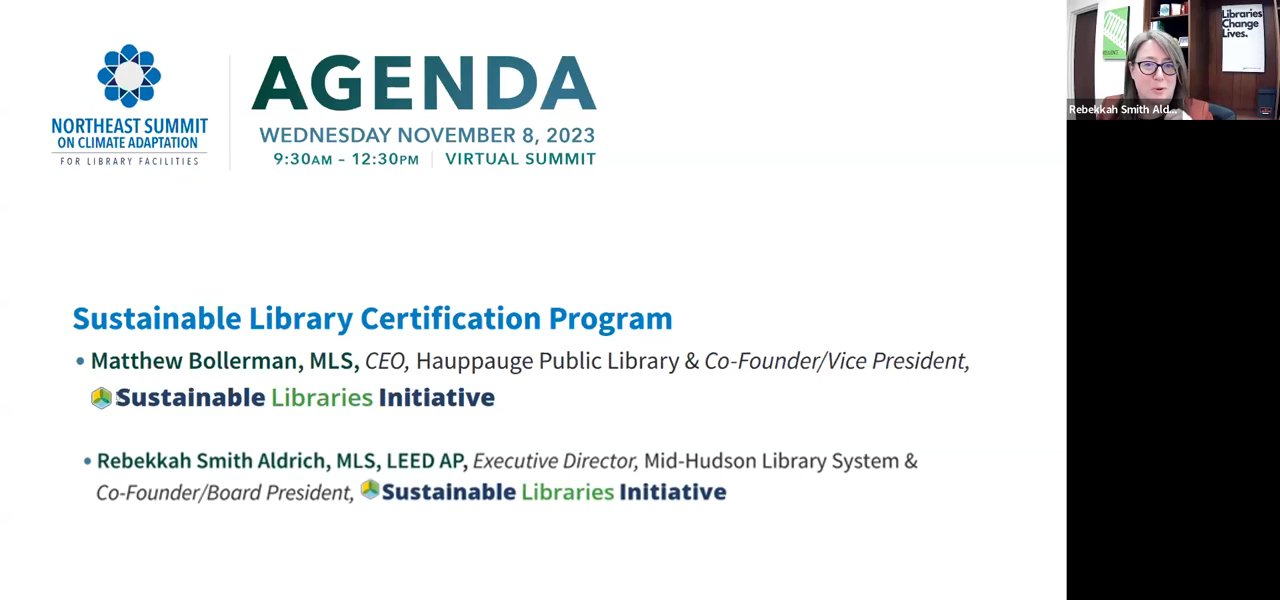 AGENDA
WEDNESDAY NOVEMBER 8, 2023
9:30AM – 12:30PM | VIRTUAL SUMMIT
NORTHEAST SUMMIT
ON CLIMATE ADAPTATION
FOR LIBRARY FACILITIES
Sustainable Library Certification Program
• Matthew Bollerman, MLS, CEO, Hauppauge Public Library & Co-Founder/Vice President,
Sustainable Libraries Initiative
• Rebekkah Smith Aldrich, MLS, LEED AP, Executive Director, Mid-Hudson Library System &
Co-Founder/Board President, Sustainable Libraries Initiative
Libraries
Change
Lives.
Rebekkah Smith Ald...